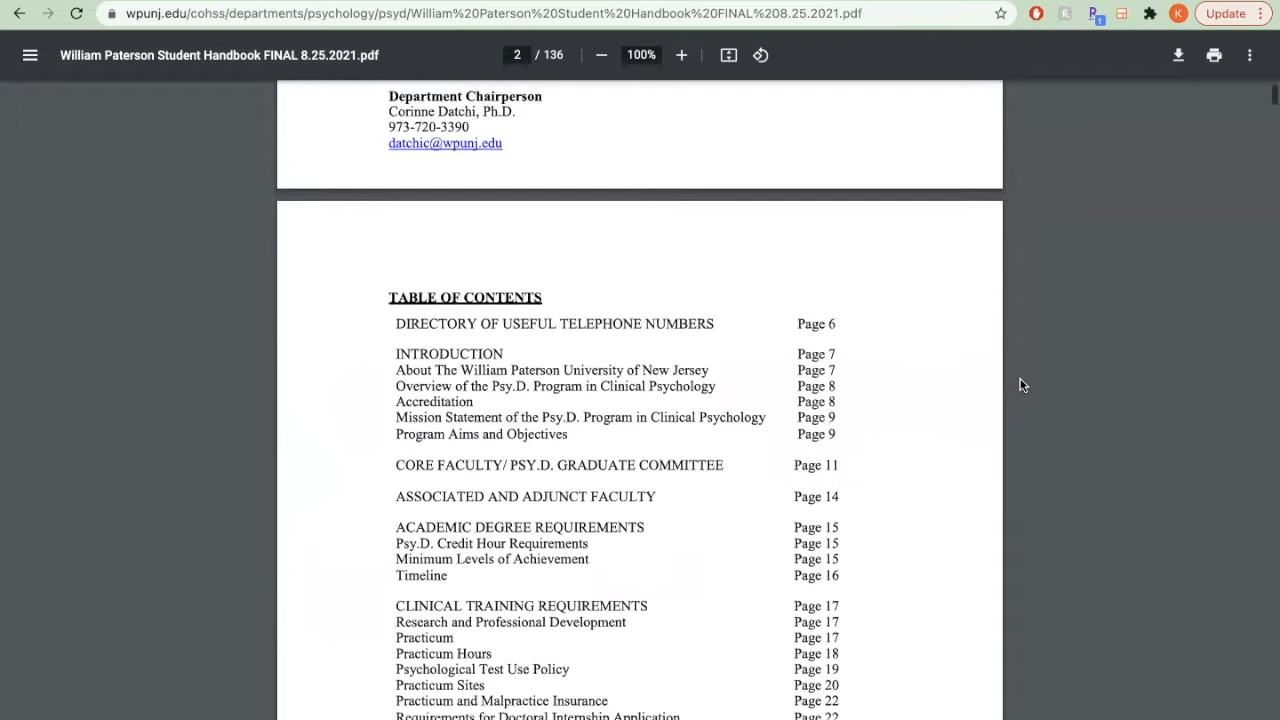 wpunj.edu/cohss/departments/psychology/psyd/William%20Paterson%20Student%20Handbook%20FINAL%208.25.2021.pdf
1
K
Update
William Paterson Student Handbook FINAL 8.25.2021.pdf
2 / 136
100%
Department Chairperson
Corinne Datchi, Ph.D.
973-720-3390
datchic@wpunj.edu
TABLE OF CONTENTS
DIRECTORY OF USEFUL TELEPHONE NUMBERS Page 6
INTRODUCTION Page 7
About The William Paterson University of New Jersey Page 7
Overview of the Psy.D. Program in Clinical Psychology Page 8
Accreditation Page 8
Mission Statement of the Psy.D. Program in Clinical Psychology Page 9
Program Aims and Objectives Page 9
CORE FACULTY/ PSY.D. GRADUATE COMMITTEE Page 11
ASSOCIATED AND ADJUNCT FACULTY Page 14
ACADEMIC DEGREE REQUIREMENTS Page 15
Psy.D. Credit Hour Requirements Page 15
Minimum Levels of Achievement Page 15
Timeline Page 16
CLINICAL TRAINING REQUIREMENTS Page 17
Research and Professional Development Page 17
Practicum Page 17
Practicum Hours Page 18
Psychological Test Use Policy Page 19
Practicum Sites Page 20
Practicum and Malpractice Insurance Page 22
Requirements for Doctoral Internship Application Page 22